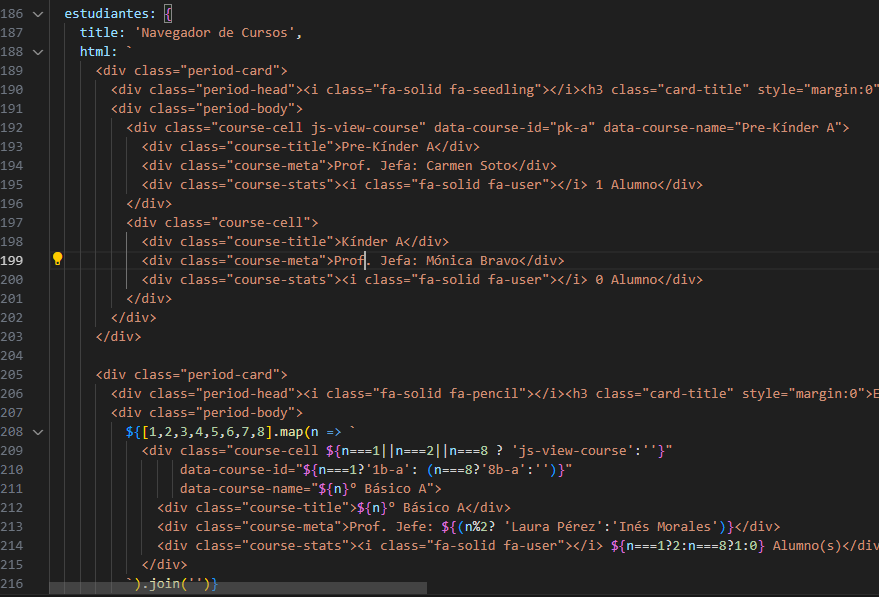 186 estudiantes: {
187 title: 'Navegador de Cursos',
188 html: `
189 <div class="period-card">
190 <div class="period-head"><i class="fa-solid fa-seedling"></i><h3 class="card-title" style="margin:0"
191 <div class="period-body">
192 <div class="course-cell js-view-course" data-course-id="pk-a" data-course-name="Pre-Kínder A">
193 <div class="course-title">Pre-Kínder A</div>
194 <div class="course-meta">Prof. Jefa: Carmen Soto</div>
195 <div class="course-stats"><i class="fa-solid fa-user"></i> 1 Alumno</div>
196 </div>
197 <div class="course-cell">
198 <div class="course-title">Kínder A</div>
199 <div class="course-meta">Prof. Jefa: Mónica Bravo</div>
200 <div class="course-stats"><i class="fa-solid fa-user"></i> 0 Alumno</div>
201 </div>
202 </div>
203 </div>
204
205 <div class="period-card">
206 <div class="period-head"><i class="fa-solid fa-pencil"></i><h3 class="card-title" style="margin:0">E
207 <div class="period-body">
208 ${[1,2,3,4,5,6,7,8].map(n => `
209 <div class="course-cell ${n===1||n===2||n===8 ? 'js-view-course':''}"
210 data-course-id="${n===1?'1b-a': (n===8?'8b-a':'')}"
211 data-course-name="${n}° Básico A">
212 <div class="course-title">${n}° Básico A</div>
213 <div class="course-meta">Prof. Jefe: ${(n%2? 'Laura Pérez':'Inés Morales')}</div>
214 <div class="course-stats"><i class="fa-solid fa-user"></i> ${n===1?2:n===8?1:0} Alumno(s)</div
215 </div>
216 `).join('')}